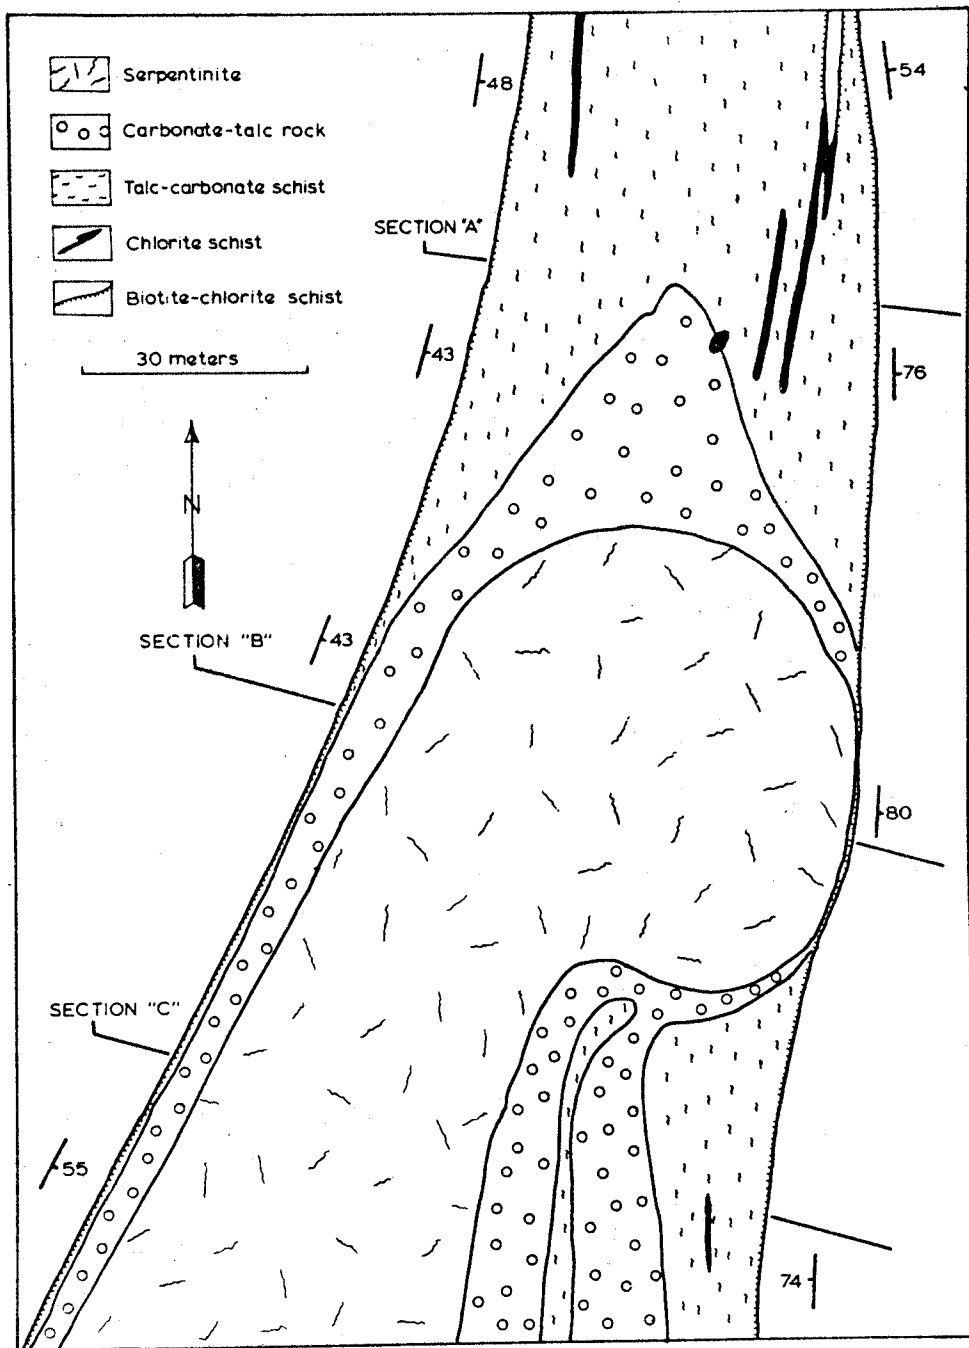 Serpentinite
Carbonate-talc rock
Talc-carbonate schist
Chlorite schist
Biotite-chlorite schist
30 meters
N
SECTION "A"
SECTION "B"
SECTION "C"
48
54
43
76
43
80
55
74